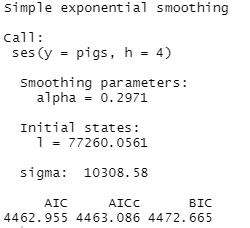 Simple exponential smoothing
Call:
ses(y = pigs, h = 4)
Smoothing parameters:
alpha = 0.2971
Initial states:
l = 77260.0561
sigma: 10308.58
AIC AICc BIC
4462.955 4463.086 4472.665